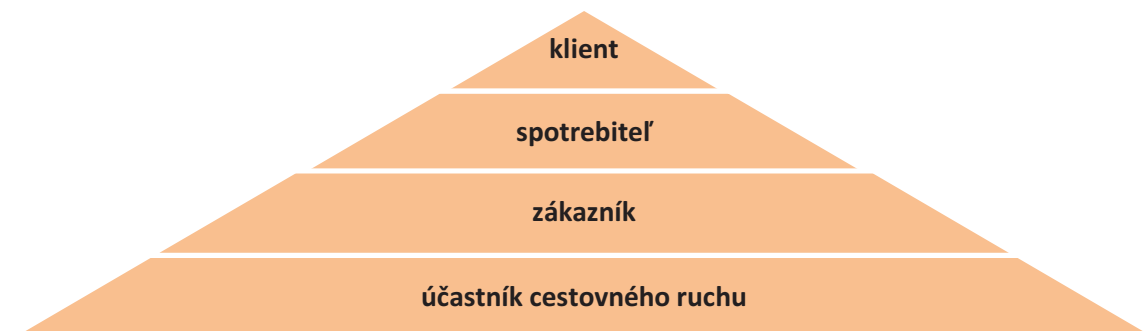 klient
spotrebiteľ
zákazník
účastník cestovného ruchu